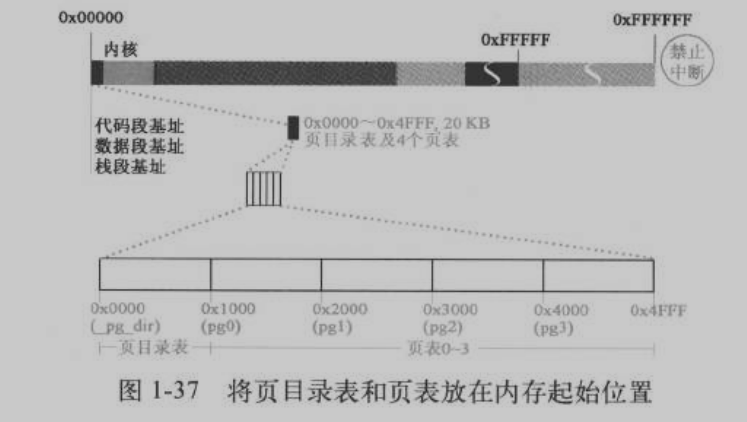 0x00000
0xFFFFFF
内核
0xFFFFF
禁止
中断
代码段基址
数据段基址
栈段基址
0x0000～0x4FFF, 20 KB
页目录表及4个页表
0x0000 0x1000 0x2000 0x3000 0x4000 0x4FFF
(_pg_dir) (pg0) (pg1) (pg2) (pg3)
页目录表 页表0~3
图 1-37 将页目录表和页表放在内存起始位置